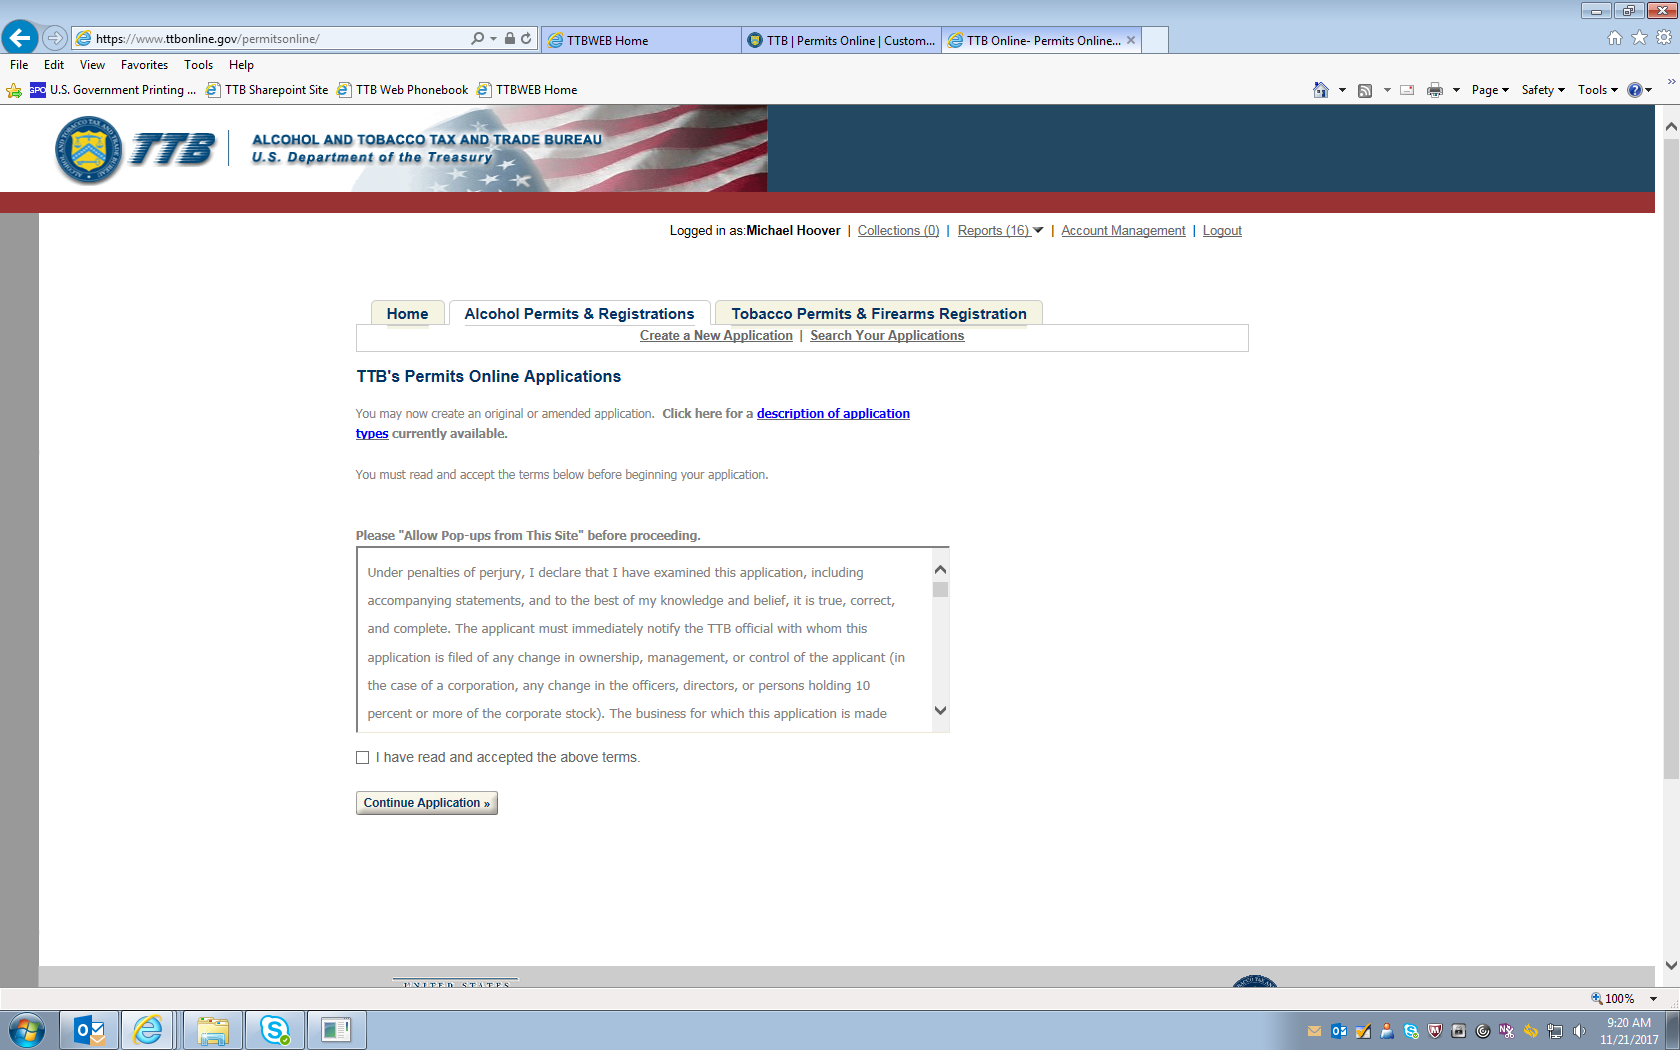 https://www.ttbonline.gov/permitsonline/
TTBWEB Home
TTB | Permits Online | Custom...
TTB Online- Permits Online...
File Edit View Favorites Tools Help
GPO U.S. Government Printing ...
TTB Sharepoint Site
TTB Web Phonebook
TTBWEB Home
Page Safety Tools
TTB
ALCOHOL AND TOBACCO TAX AND TRADE BUREAU
U.S. Department of the Treasury
Logged in as:Michael Hoover | Collections (0) | Reports (16) | Account Management | Logout
Home
Alcohol Permits & Registrations
Tobacco Permits & Firearms Registration
Create a New Application | Search Your Applications
TTB's Permits Online Applications
You may now create an original or amended application. Click here for a description of application
types currently available.
You must read and accept the terms below before beginning your application.
Please "Allow Pop-ups from This Site" before proceeding.
Under penalties of perjury, I declare that I have examined this application, including
accompanying statements, and to the best of my knowledge and belief, it is true, correct,
and complete. The applicant must immediately notify the TTB official with whom this
application is filed of any change in ownership, management, or control of the applicant (in
the case of a corporation, any change in the officers, directors, or persons holding 10
percent or more of the corporate stock). The business for which this application is made
I have read and accepted the above terms.
Continue Application »
UNITED STATES
100%
9:20 AM
11/21/2017